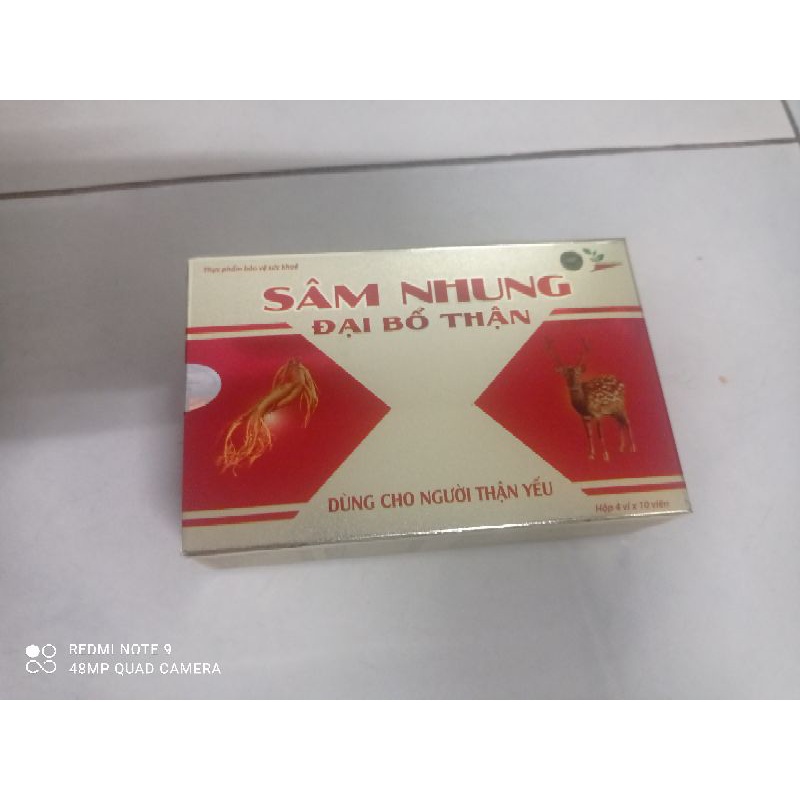 Thực phẩm bảo vệ sức khoẻ
SÂM NHUNG
ĐẠI BỔ THẬN
DÙNG CHO NGƯỜI THẬN YẾU
Hộp 4 vỉ x 10 viên
REDMI NOTE 9
48MP QUAD CAMERA